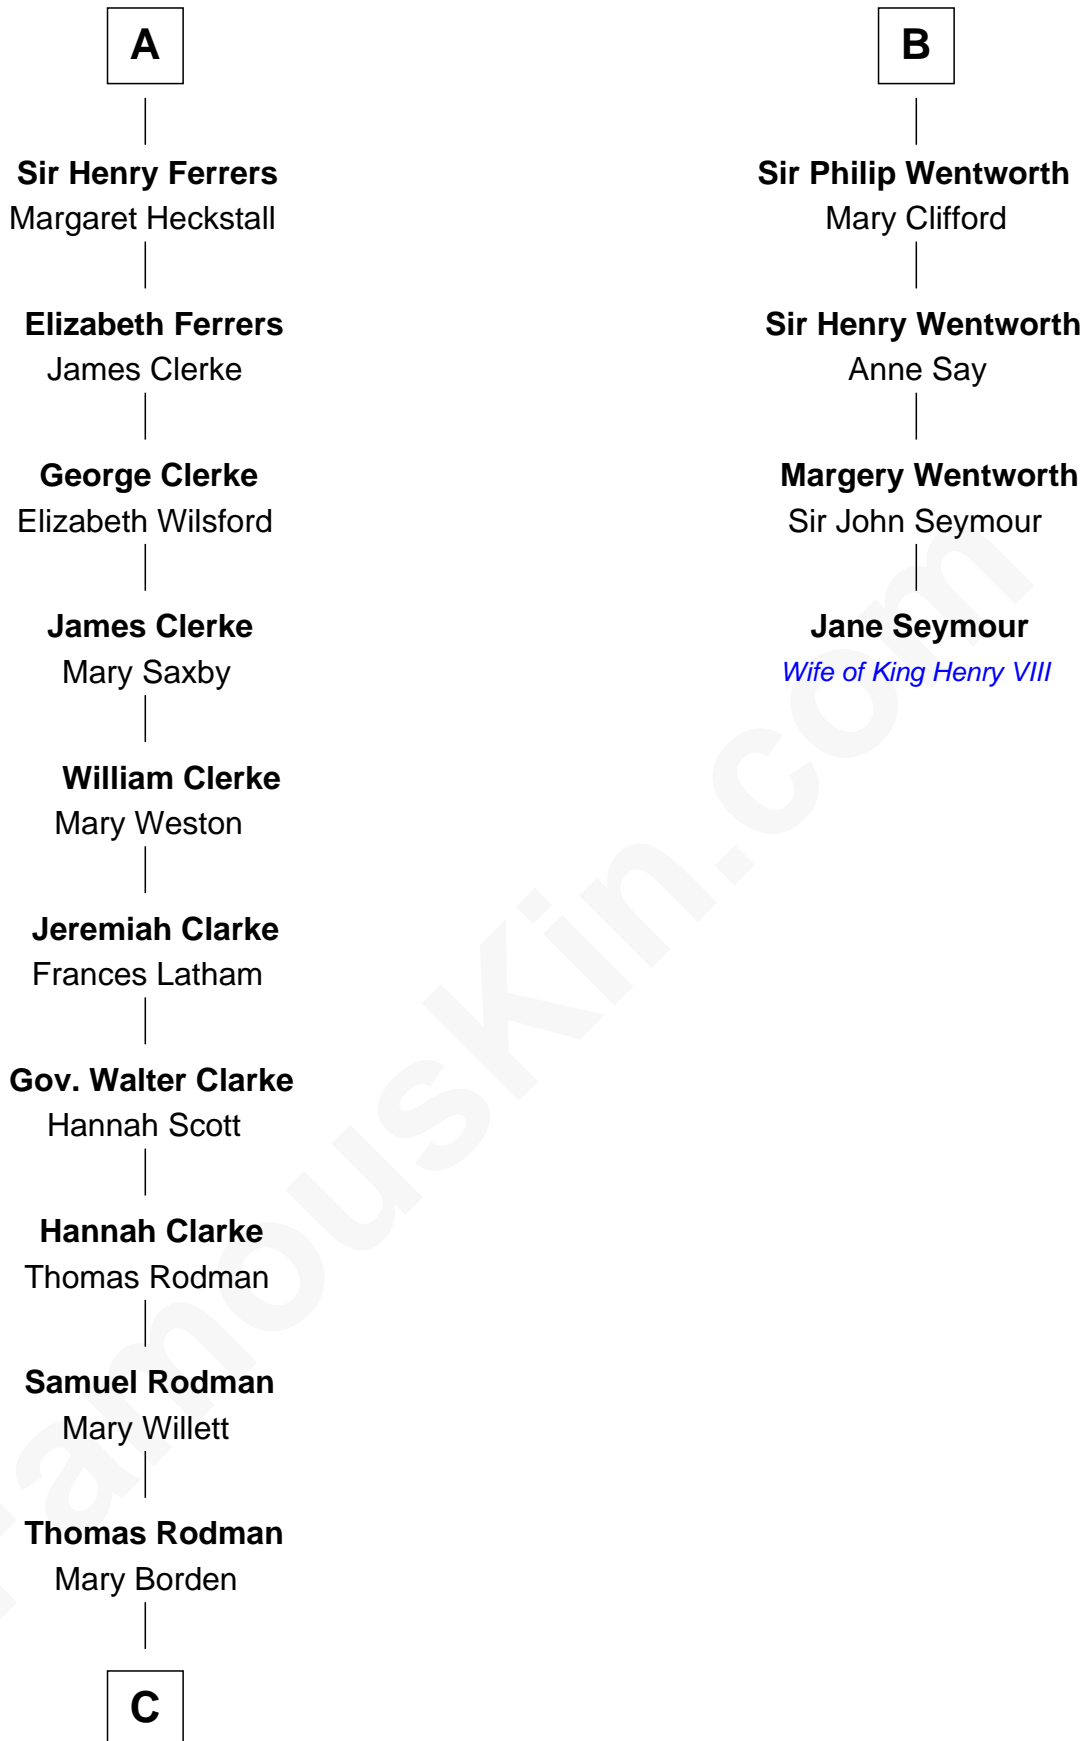 A
Sir Henry Ferrers
Margaret Heckstall
Elizabeth Ferrers
James Clerke
George Clerke
Elizabeth Wilsford
James Clerke
Mary Saxby
William Clerke
Mary Weston
Jeremiah Clarke
Frances Latham
Gov. Walter Clarke
Hannah Scott
Hannah Clarke
Thomas Rodman
Samuel Rodman
Mary Willett
Thomas Rodman
Mary Borden
C
B
Sir Philip Wentworth
Mary Clifford
Sir Henry Wentworth
Anne Say
Margery Wentworth
Sir John Seymour
Jane Seymour
Wife of King Henry VIII
FamousKin.com